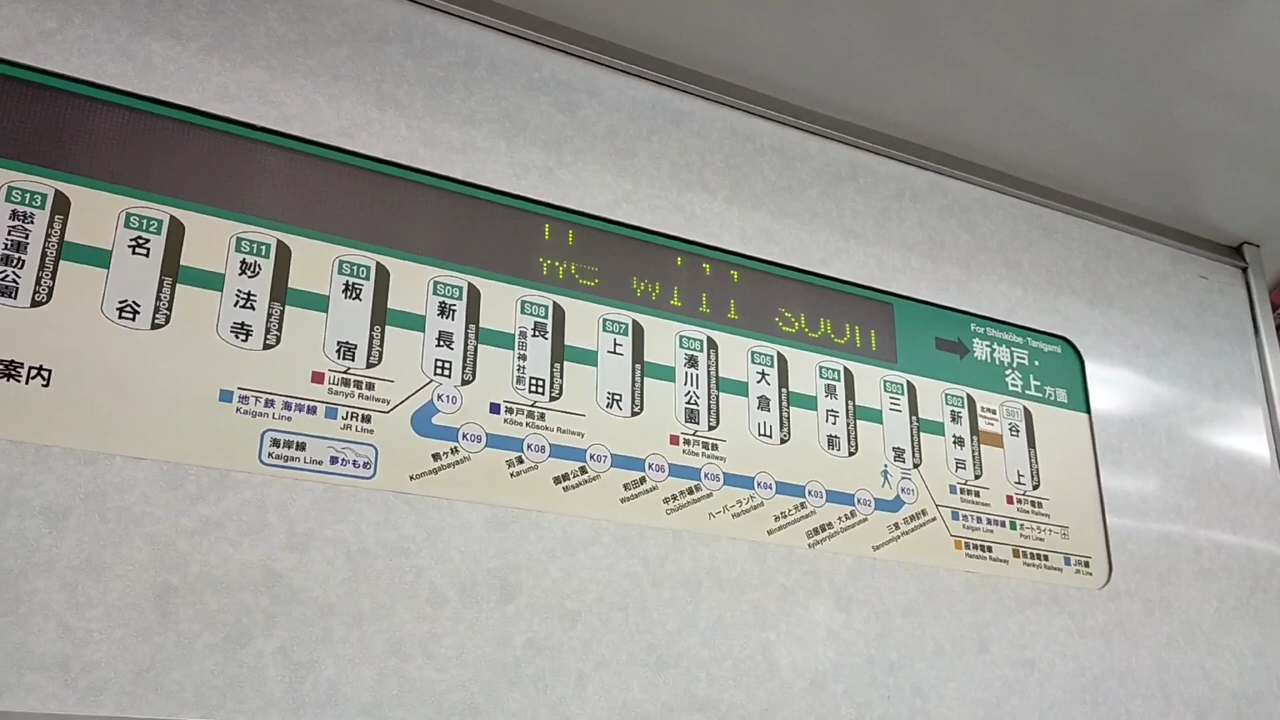 We will soon
For Shinkōbe·Tanigami
新神戸・
谷上方面
S13
総合運動公園
Sōgōundōkōen
S12
名谷
Myōdani
S11
妙法寺
Myōhōji
S10
板宿
Itayado
S09
新長田
Shinnagata
S08
長田
(長田神社前)
Nagata
S07
上沢
Kamisawa
S06
湊川公園
Minatogawakōen
S05
大倉山
Ōkurayama
S04
県庁前
Kenchōmae
S03
三宮
Sannomiya
S02
新神戸
Shinkōbe
S01
谷上
Tanigami
案内
山陽電車
Sanyō Railway
地下鉄 海岸線
Kaigan Line
JR線
JR Line
神戸高速
Kōbe Kōsoku Railway
神戸電鉄
Kōbe Railway
新幹線
Shinkansen
神戸電鉄
Kōbe Railway
海岸線
Kaigan Line
夢かもめ
K10
K09
駒ヶ林
Komagabayashi
K08
苅藻
Karumo
K07
御崎公園
Misakikōen
K06
和田岬
Wadamisaki
K05
中央市場前
Chūōichibamae
K04
ハーバーランド
Harborland
K03
みなと元町
Minatomotomachi
K02
旧居留地・大丸前
Kyūkyoryūchi-Daimarumae
K01
三宮・花時計前
Sannomiya-Hanadokeimae
地下鉄 海岸線
Kaigan Line
ポートライナー
Port Liner
阪神電車
Hanshin Railway
阪急電車
Hankyū Railway
JR線
JR Line